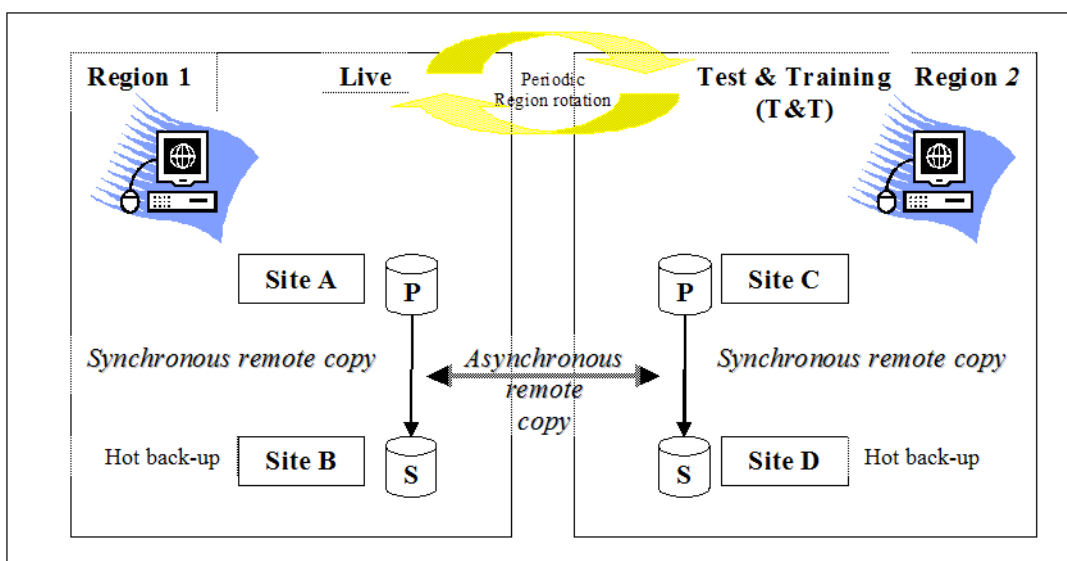 Region 1
Live
Periodic
Region rotation
Test & Training
(T&T)
Region 2
Site A
P
P
Site C
Synchronous remote copy
Asynchronous
remote
copy
Synchronous remote copy
Hot back-up
Site B
S
S
Site D
Hot back-up